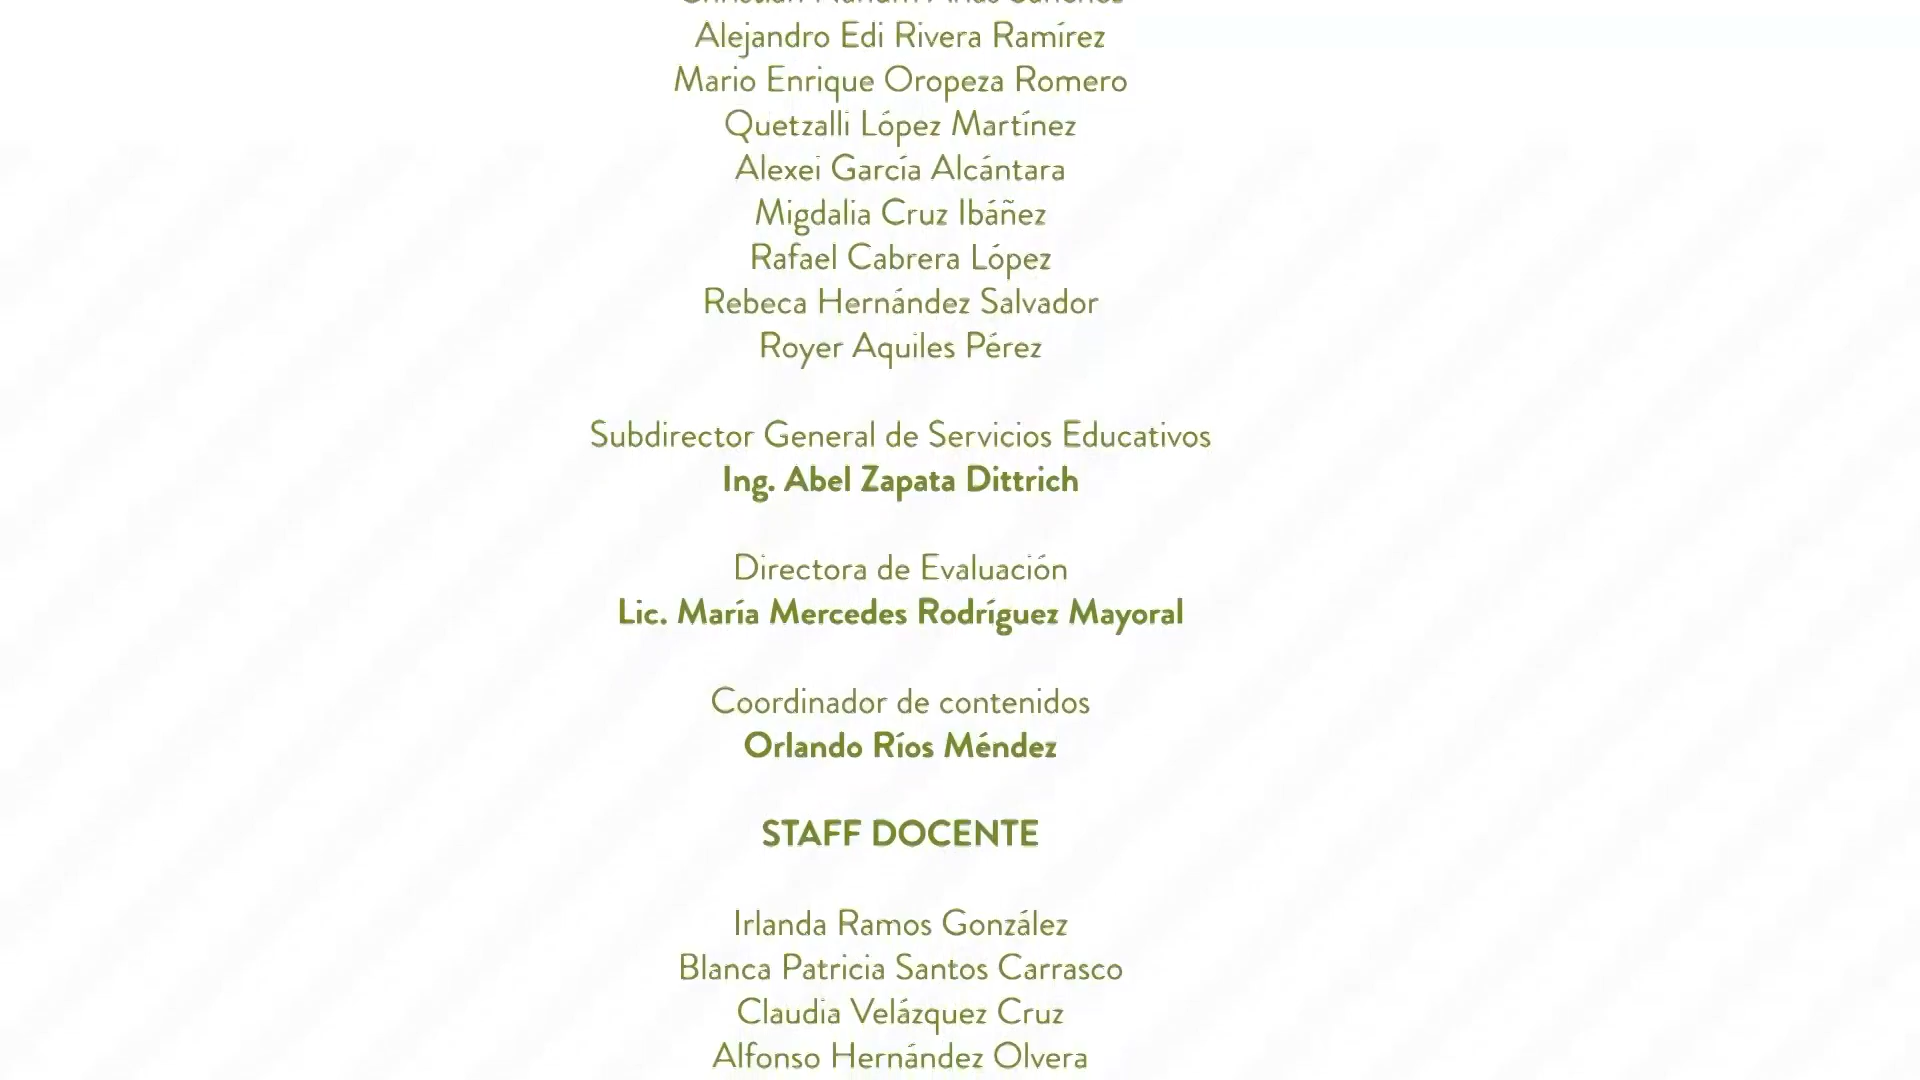 Alejandro Edi Rivera Ramírez
Mario Enrique Oropeza Romero
Quetzalli López Martínez
Alexei García Alcántara
Migdalia Cruz Ibáñez
Rafael Cabrera López
Rebeca Hernández Salvador
Royer Aquiles Pérez
Subdirector General de Servicios Educativos
Ing. Abel Zapata Dittrich
Directora de Evaluación
Lic. María Mercedes Rodríguez Mayoral
Coordinador de contenidos
Orlando Ríos Méndez
STAFF DOCENTE
Irlanda Ramos González
Blanca Patricia Santos Carrasco
Claudia Velázquez Cruz
Alfonso Hernández Olvera